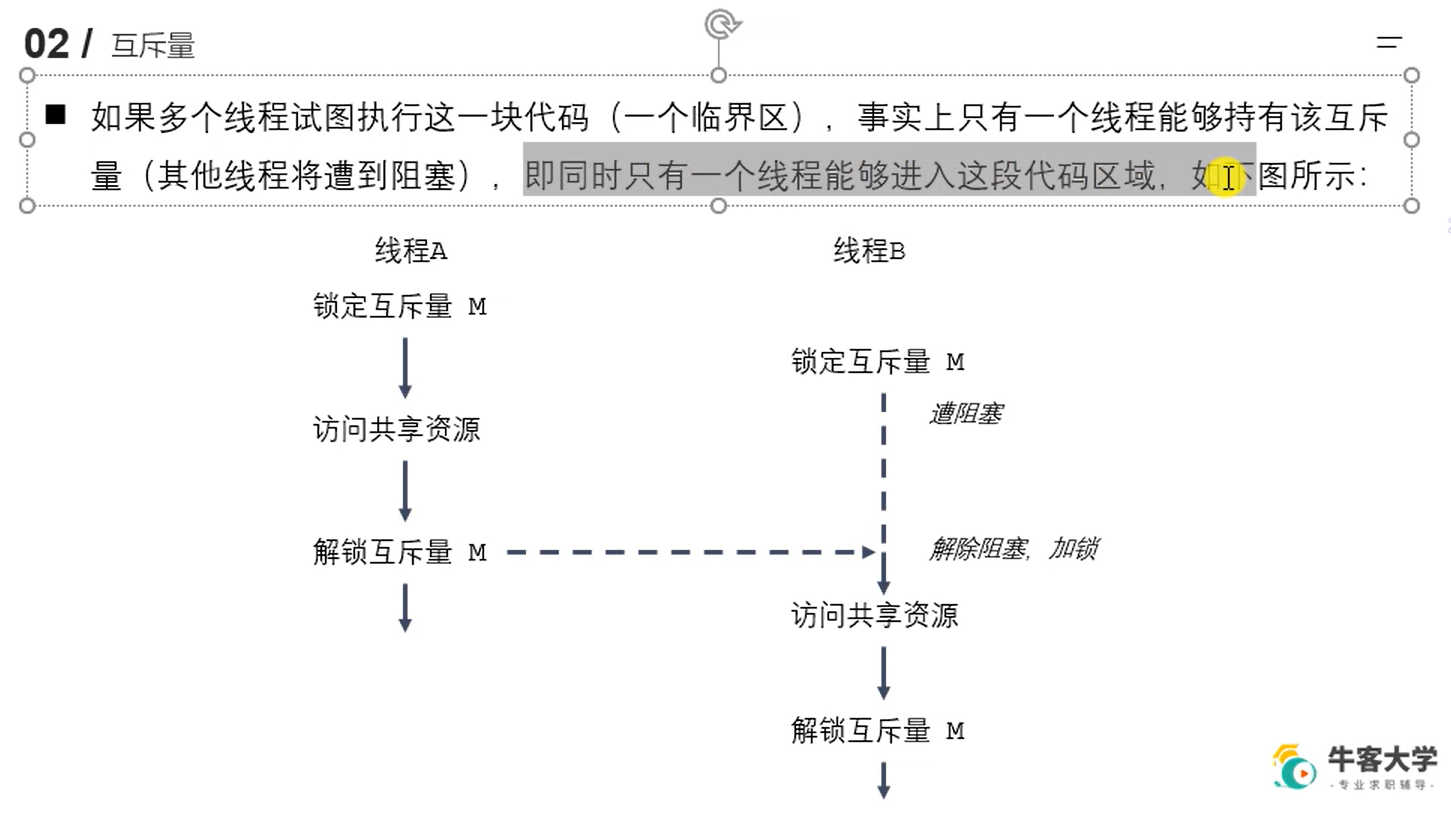 02 / 互斥量
■ 如果多个线程试图执行这一块代码（一个临界区），事实上只有一个线程能够持有该互斥
量（其他线程将遭到阻塞），即同时只有一个线程能够进入这段代码区域，如下图所示：
线程A
线程B
锁定互斥量 M
锁定互斥量 M
遭阻塞
访问共享资源
解锁互斥量 M
解除阻塞，加锁
访问共享资源
解锁互斥量 M
牛客大学
·专业求职辅导·